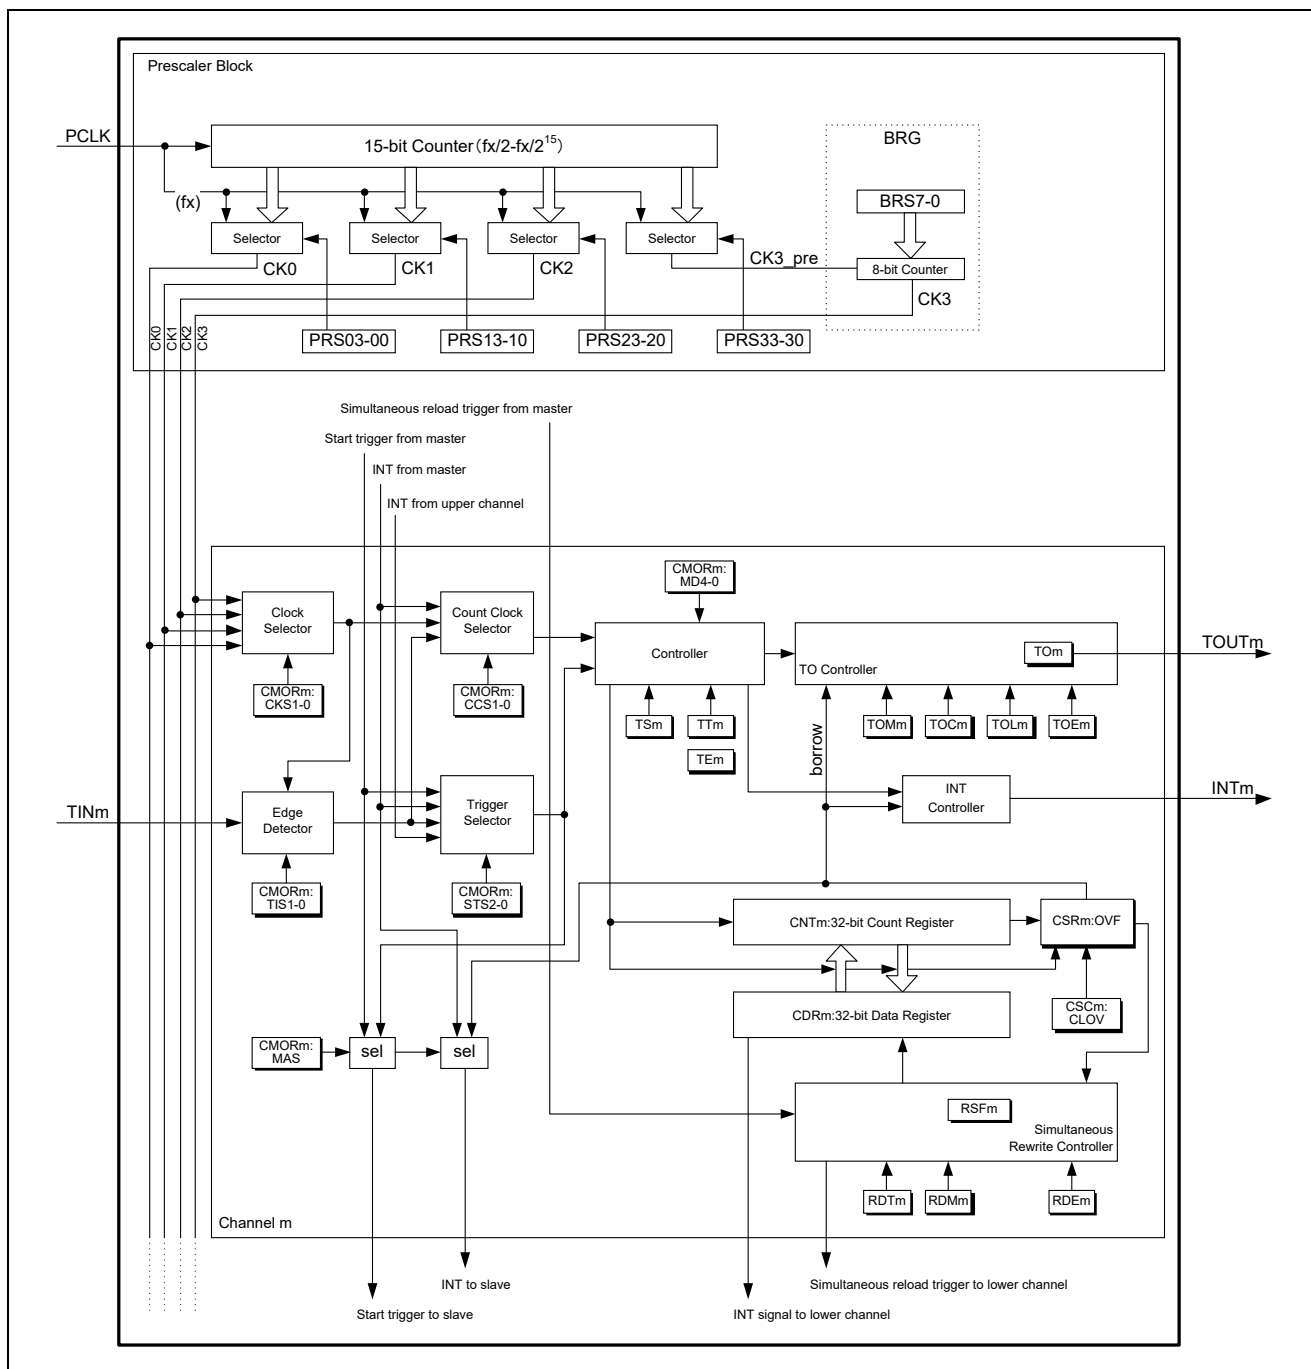 Prescaler Block
PCLK
15-bit Counter(fx/2-fx/2¹⁵)
BRG
(fx)
BRS7-0
Selector
Selector
Selector
Selector
CK3_pre
8-bit Counter
CK0
CK1
CK2
CK3
CK0
CK1
CK2
CK3
PRS03-00
PRS13-10
PRS23-20
PRS33-30
Simultaneous reload trigger from master
Start trigger from master
INT from master
INT from upper channel
CMORm:
MD4-0
Clock
Selector
Count Clock
Selector
Controller
TOm
TO Controller
TOUTm
CMORm:
CKS1-0
CMORm:
CCS1-0
TSm
TTm
TOMm
TOCm
TOLm
TOEm
TEm
borrow
TINm
Edge
Detector
Trigger
Selector
INT
Controller
INTm
CMORm:
TIS1-0
CMORm:
STS2-0
CNTm:32-bit Count Register
CSRm:OVF
CDRm:32-bit Data Register
CSCm:
CLOV
CMORm:
MAS
sel
sel
RSFm
Simultaneous
Rewrite Controller
RDTm
RDMm
RDEm
Channel m
INT to slave
Simultaneous reload trigger to lower channel
Start trigger to slave
INT signal to lower channel